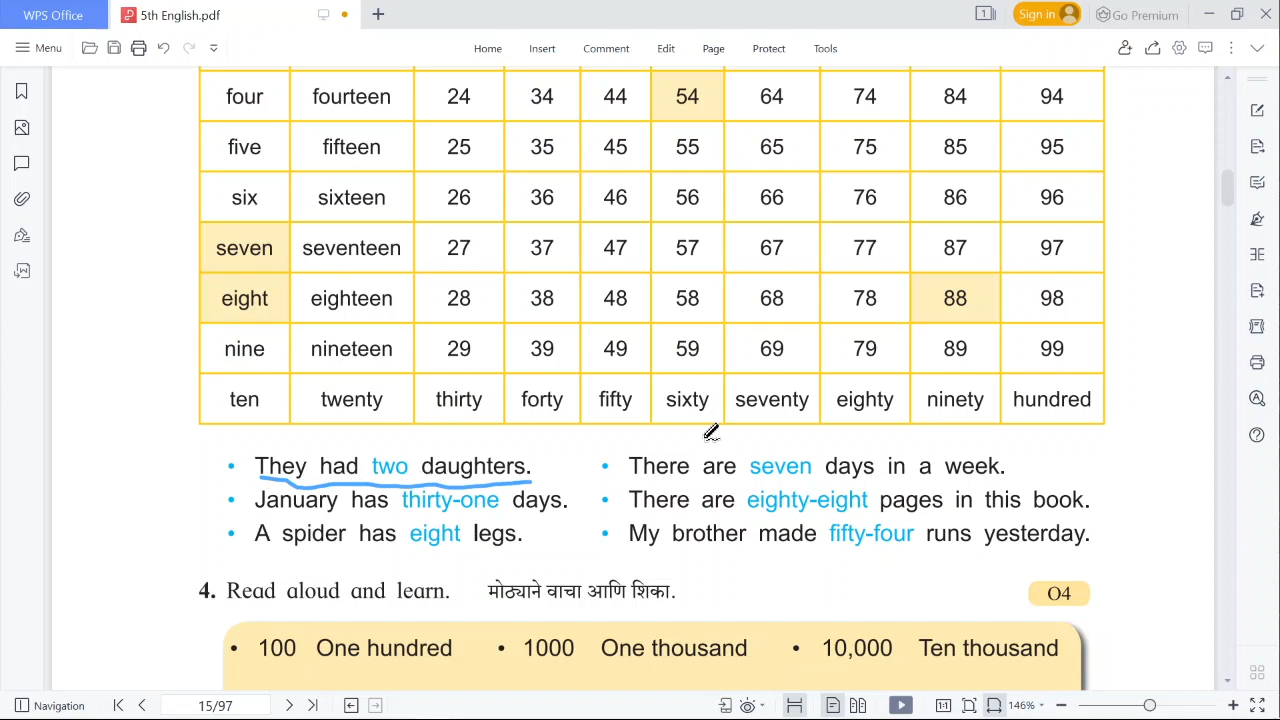 WPS Office 5th English.pdf + 1 Sign in Go Premium
Menu Home Insert Comment Edit Page Protect Tools
four fourteen 24 34 44 54 64 74 84 94
five fifteen 25 35 45 55 65 75 85 95
six sixteen 26 36 46 56 66 76 86 96
seven seventeen 27 37 47 57 67 77 87 97
eight eighteen 28 38 48 58 68 78 88 98
nine nineteen 29 39 49 59 69 79 89 99
ten twenty thirty forty fifty sixty seventy eighty ninety hundred
• They had two daughters. • There are seven days in a week.
• January has thirty-one days. • There are eighty-eight pages in this book.
• A spider has eight legs. • My brother made fifty-four runs yesterday.
4. Read aloud and learn. मोठ्याने वाचा आणि शिका. O4
• 100 One hundred • 1000 One thousand • 10,000 Ten thousand
Navigation 15/97 1:1 146%